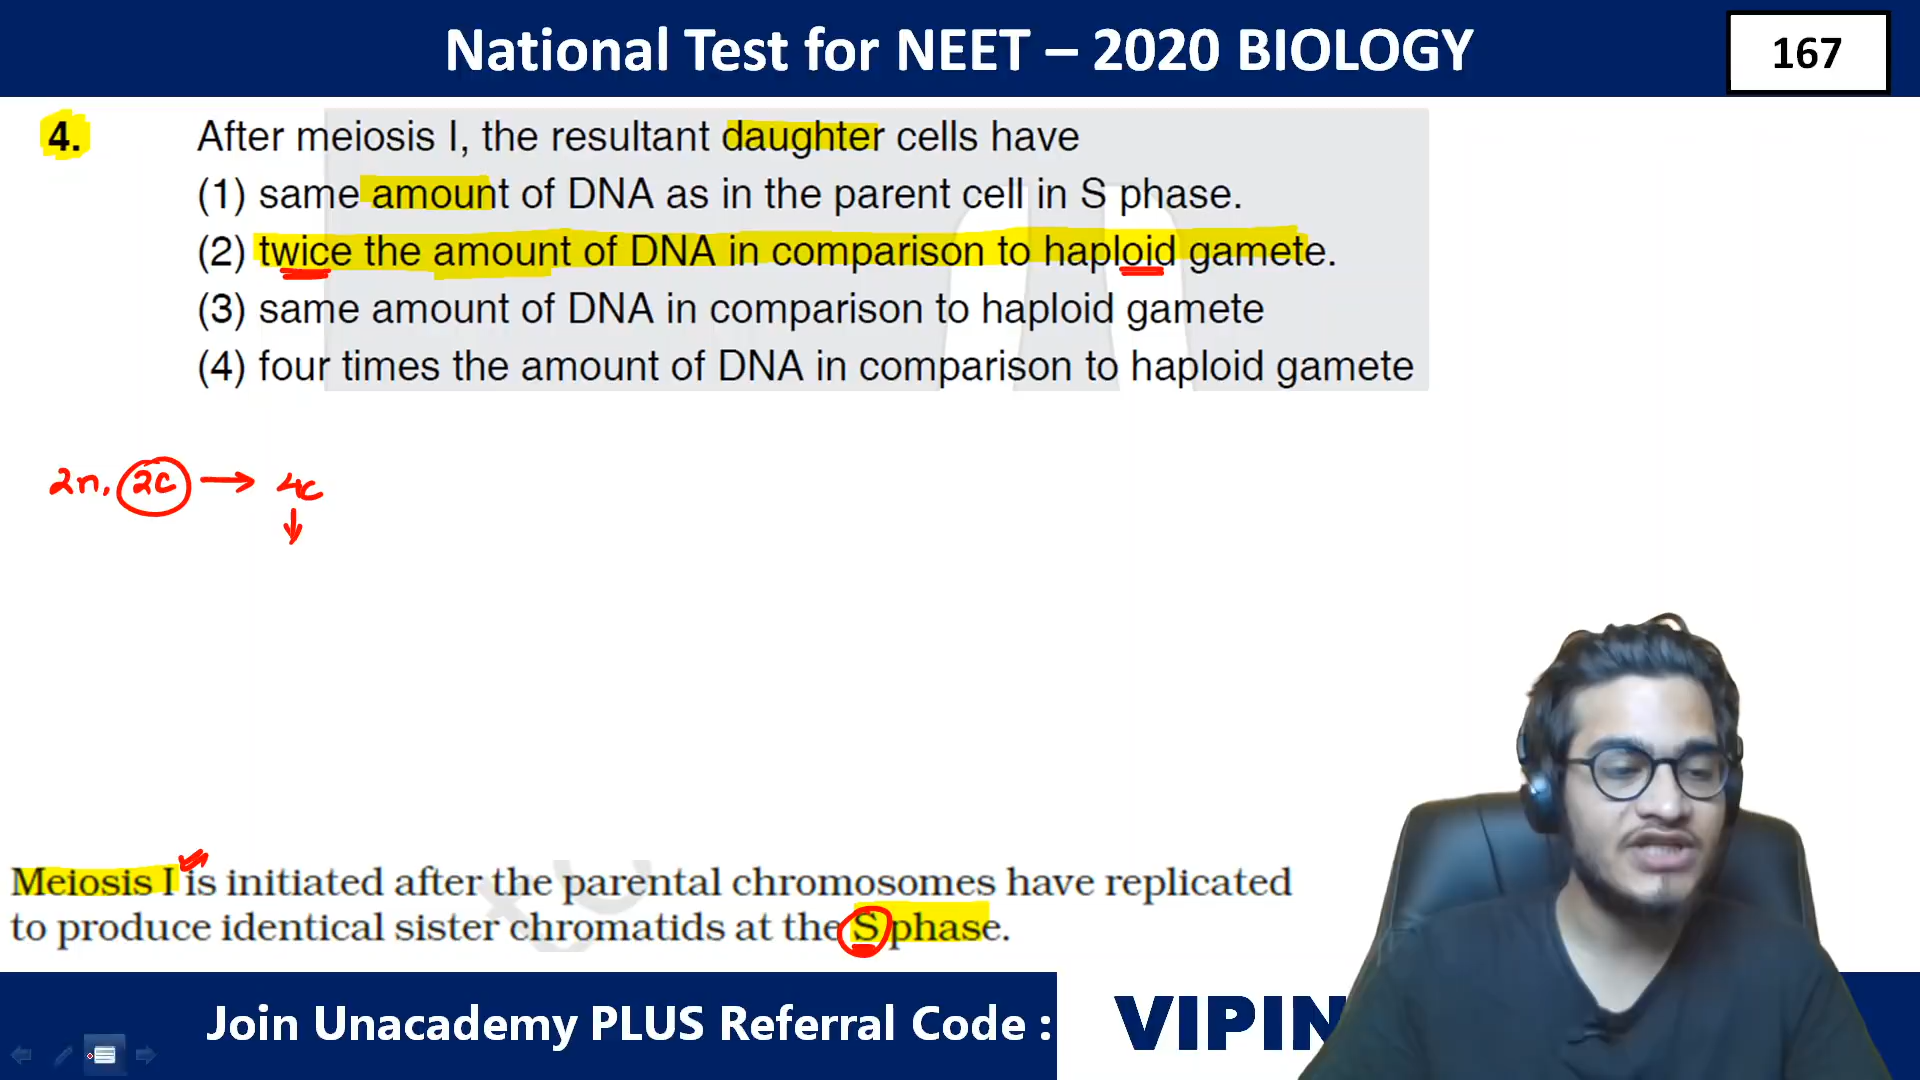 National Test for NEET – 2020 BIOLOGY
167
4. After meiosis I, the resultant daughter cells have
(1) same amount of DNA as in the parent cell in S phase.
(2) twice the amount of DNA in comparison to haploid gamete.
(3) same amount of DNA in comparison to haploid gamete
(4) four times the amount of DNA in comparison to haploid gamete
2n, 2c → 4c
↓
Meiosis I is initiated after the parental chromosomes have replicated
to produce identical sister chromatids at the S phase.
Join Unacademy PLUS Referral Code : VIPIN